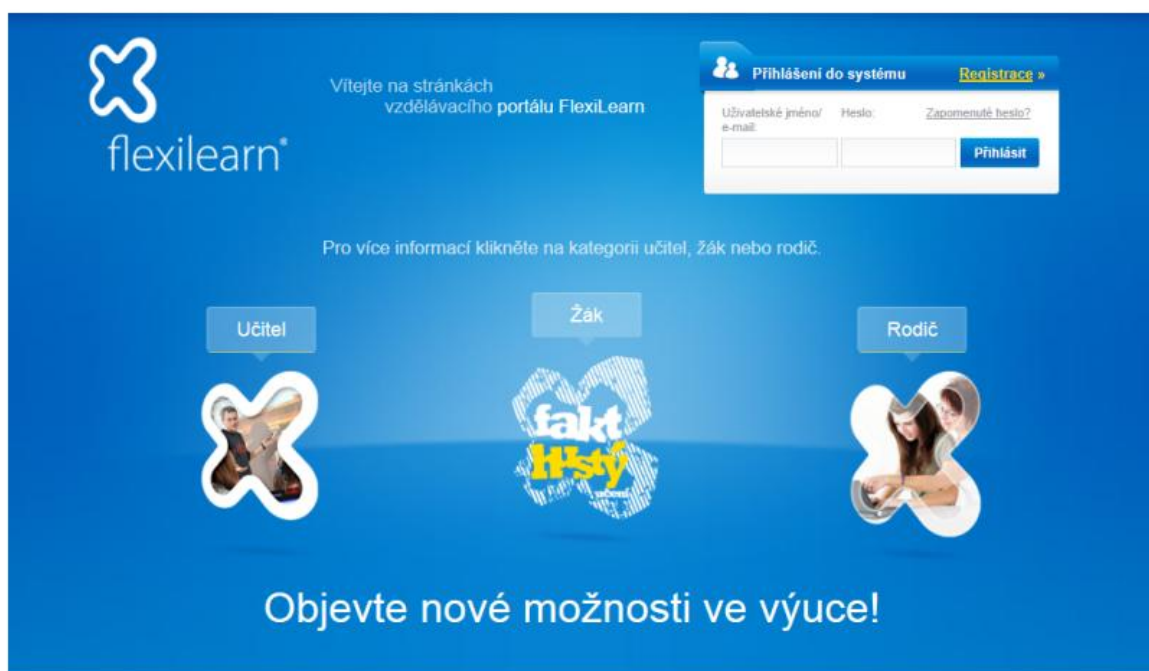 flexilearn®
Vítejte na stránkách
vzdělávacího portálu FlexiLearn
Přihlášení do systému
Registrace »
Uživatelské jméno/
e-mail:
Heslo:
Zapomenuté heslo?
Přihlásit
Pro více informací klikněte na kategorii učitel, žák nebo rodič.
Učitel
Žák
Rodič
fakt
hustý
učení
Objevte nové možnosti ve výuce!